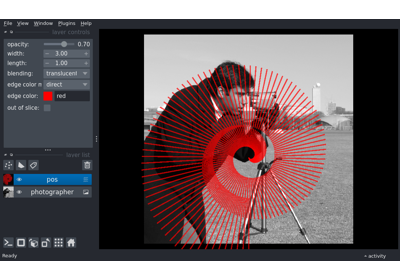 File View Window Plugins Help
layer controls
opacity: 0.70
width: 3.00
length: 1.00
blending: translucent
edge color m direct
edge color: red
out of slice:
layer list
pos
photographer
Ready
activity